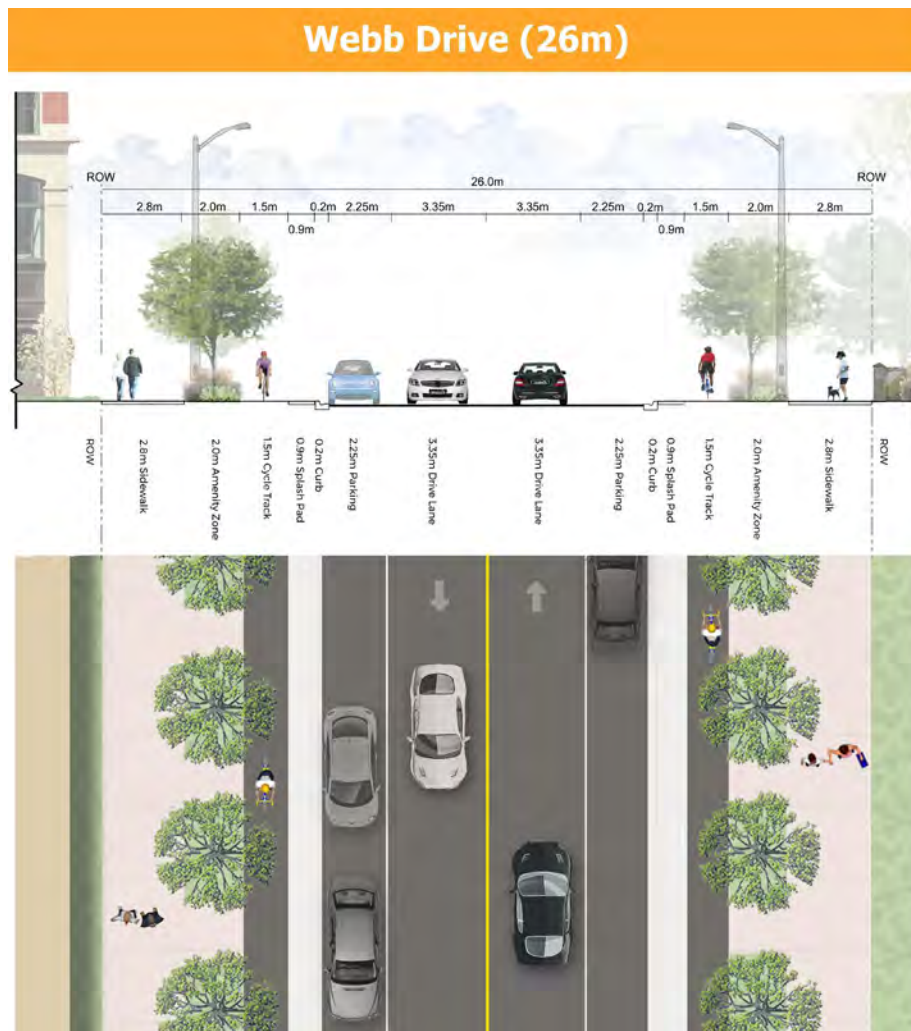 Webb Drive (26m)
ROW
ROW
26.0m
2.8m
2.0m
1.5m
0.2m
2.25m
3.35m
3.35m
2.25m
0.2m
1.5m
2.0m
2.8m
0.9m
0.9m
ROW
2.8m Sidewalk
2.0m Amenity Zone
1.5m Cycle Track
0.9m Splash Pad
0.2m Curb
2.25m Parking
3.35m Drive Lane
3.35m Drive Lane
2.25m Parking
0.2m Curb
0.9m Splash Pad
1.5m Cycle Track
2.0m Amenity Zone
2.8m Sidewalk
ROW